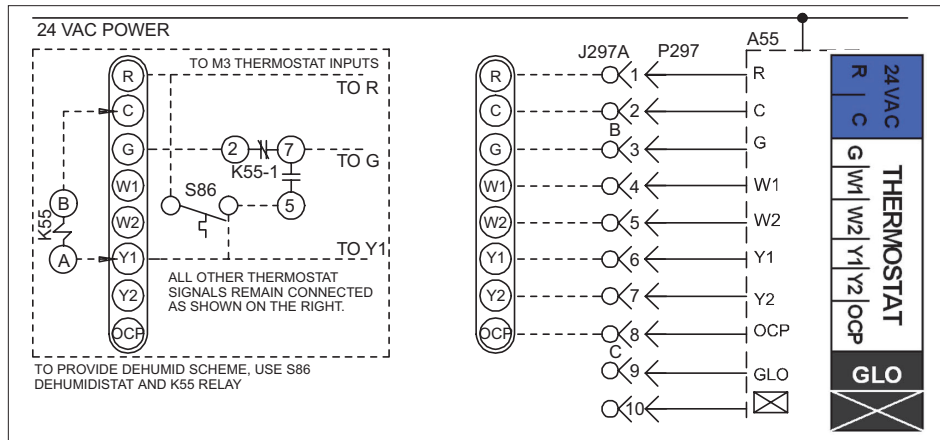 24 VAC POWER
TO M3 THERMOSTAT INPUTS
R
TO R
C
G
2
7
K55-1
TO G
W1
S86
5
B
K55
A
W2
Y1
TO Y1
ALL OTHER THERMOSTAT
SIGNALS REMAIN CONNECTED
AS SHOWN ON THE RIGHT.
Y2
OCP
TO PROVIDE DEHUMID SCHEME, USE S86
DEHUMIDISTAT AND K55 RELAY
J297A P297
A55
R 1 R
C 2 C
B
G 3 G
W1 4 W1
W2 5 W2
Y1 6 Y1
Y2 7 Y2
OCP 8 OCP
C
9 GLO
10
24VAC
R C
THERMOSTAT
G W1 W2 Y1 Y2 OCP
GLO